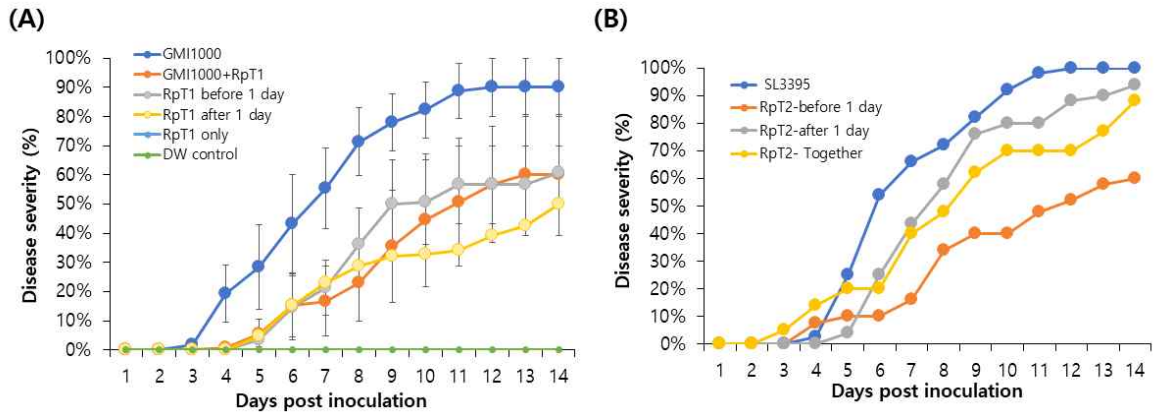 (A)
GMI1000
GMI1000+RpT1
RpT1 before 1 day
RpT1 after 1 day
RpT1 only
DW control
100%
90%
80%
70%
60%
50%
40%
30%
20%
10%
0%
Disease severity (%)
1 2 3 4 5 6 7 8 9 10 11 12 13 14
Days post inoculation
(B)
SL3395
RpT2-before 1 day
RpT2-after 1 day
RpT2- Together
100%
90%
80%
70%
60%
50%
40%
30%
20%
10%
0%
Disease severity (%)
1 2 3 4 5 6 7 8 9 10 11 12 13 14
Days post inoculation